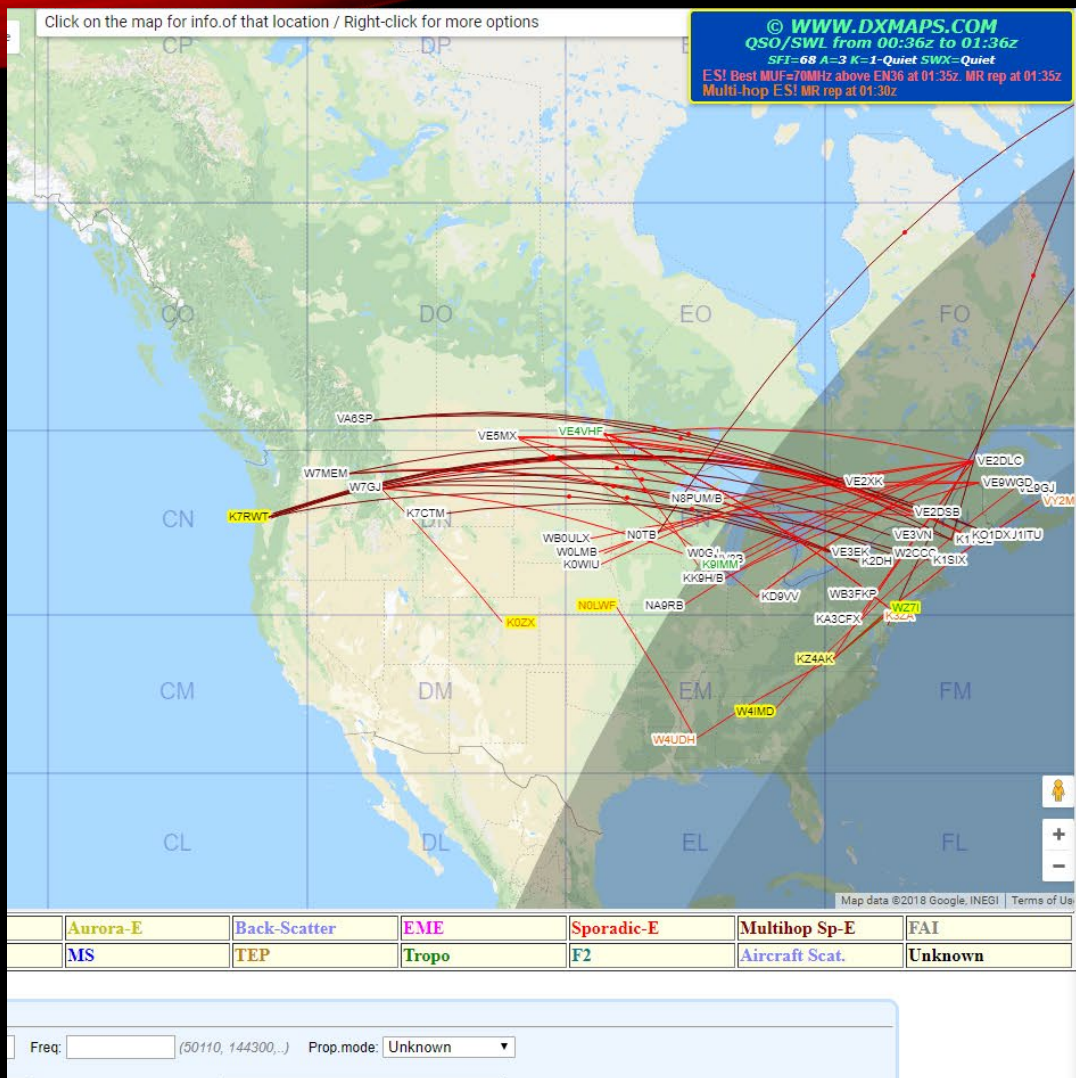 Click on the map for info.of that location / Right-click for more options
© WWW.DXMAPS.COM
QSO/SWL from 00:36z to 01:36z
SFI=68 A=3 K=1-Quiet SWX=Quiet
ES! Best MUF=70MHz above EN36 at 01:35z. MR rep at 01:35z
Multi-hop ES! MR rep at 01:30z
CP DP
CO DO EO FO
VA6SP
VE5MX VE4VHF
VE2DLC
W7MEM
W7GJ
VE2XK
VE9WGD
N8PUM/B
K7RWT
K7CTM
CN
VE2DSB
WB0ULX N0TB
VE3VN
KO1DX J1ITU
W0LMB
K0WIU
K9IMM
VE3EK
K2DH
W2CCC
K1SIX
KK9H/B
KD9VV
WB3FKP
N0LWF
NA9RB
WZ7I
K0ZX
KA3CFX
KZ4AK
CM DM EM FM
W4IMD
W4UDH
CL DL EL FL
+
−
Map data ©2018 Google, INEGI
Terms of Us
Aurora-E Back-Scatter EME Sporadic-E Multihop Sp-E FAI
MS TEP Tropo F2 Aircraft Scat. Unknown
Freq: (50110, 144300,..) Prop.mode: Unknown